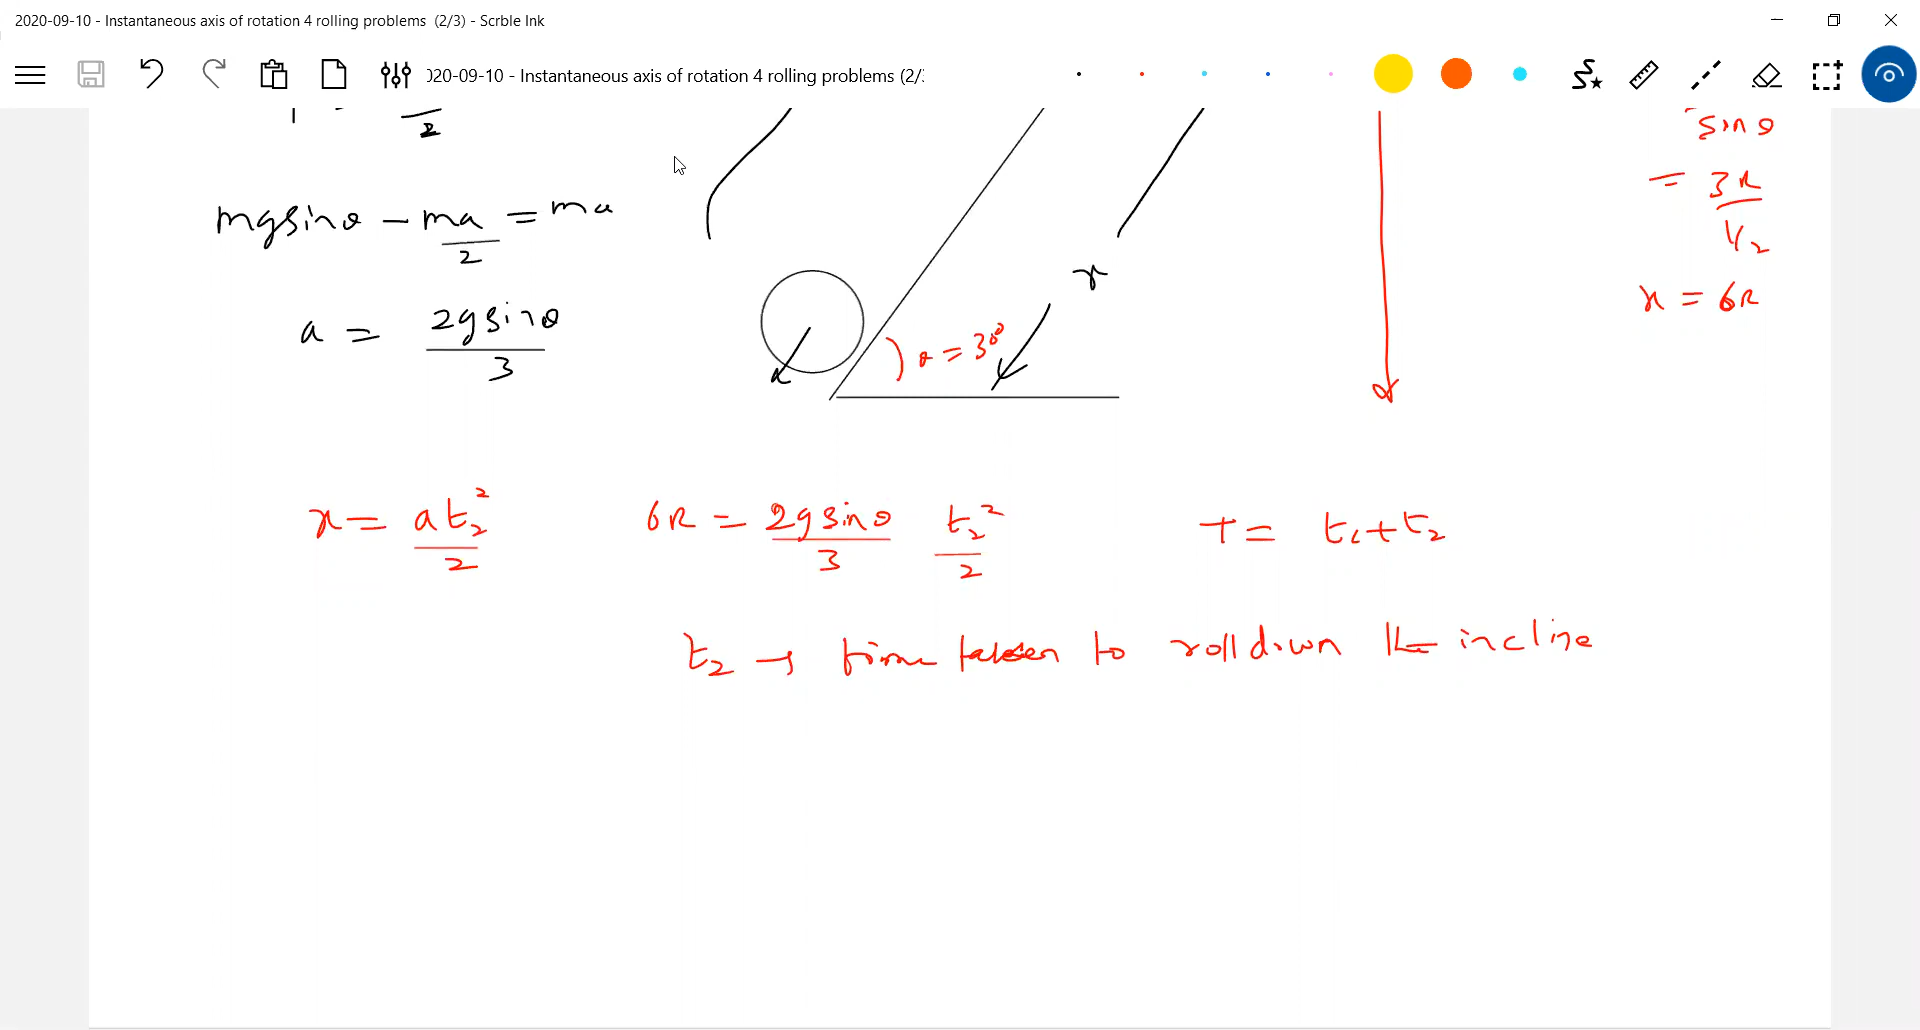 2020-09-10 - Instantaneous axis of rotation 4 rolling problems (2/3) - Scrble Ink
020-09-10 - Instantaneous axis of rotation 4 rolling problems (2/
2
sin θ
= 3R/(1/2)
x = 6R
mg sin θ - ma/2 = ma
a = 2g sin θ/3
x
θ = 30°
x = at₂²/2
6R = 2g sin θ/3 t₂²/2
T = t₁ + t₂
t₂ → time taken to roll down the incline